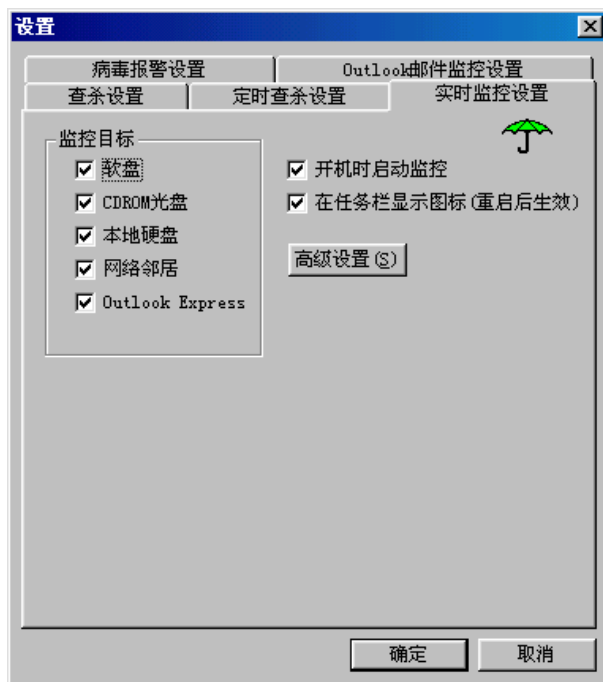 设置
病毒报警设置 Outlook邮件监控设置
查杀设置 定时查杀设置 实时监控设置
监控目标
软盘
CDROM光盘
本地硬盘
网络邻居
Outlook Express
开机时启动监控
在任务栏显示图标(重启后生效)
高级设置(S)
确定 取消